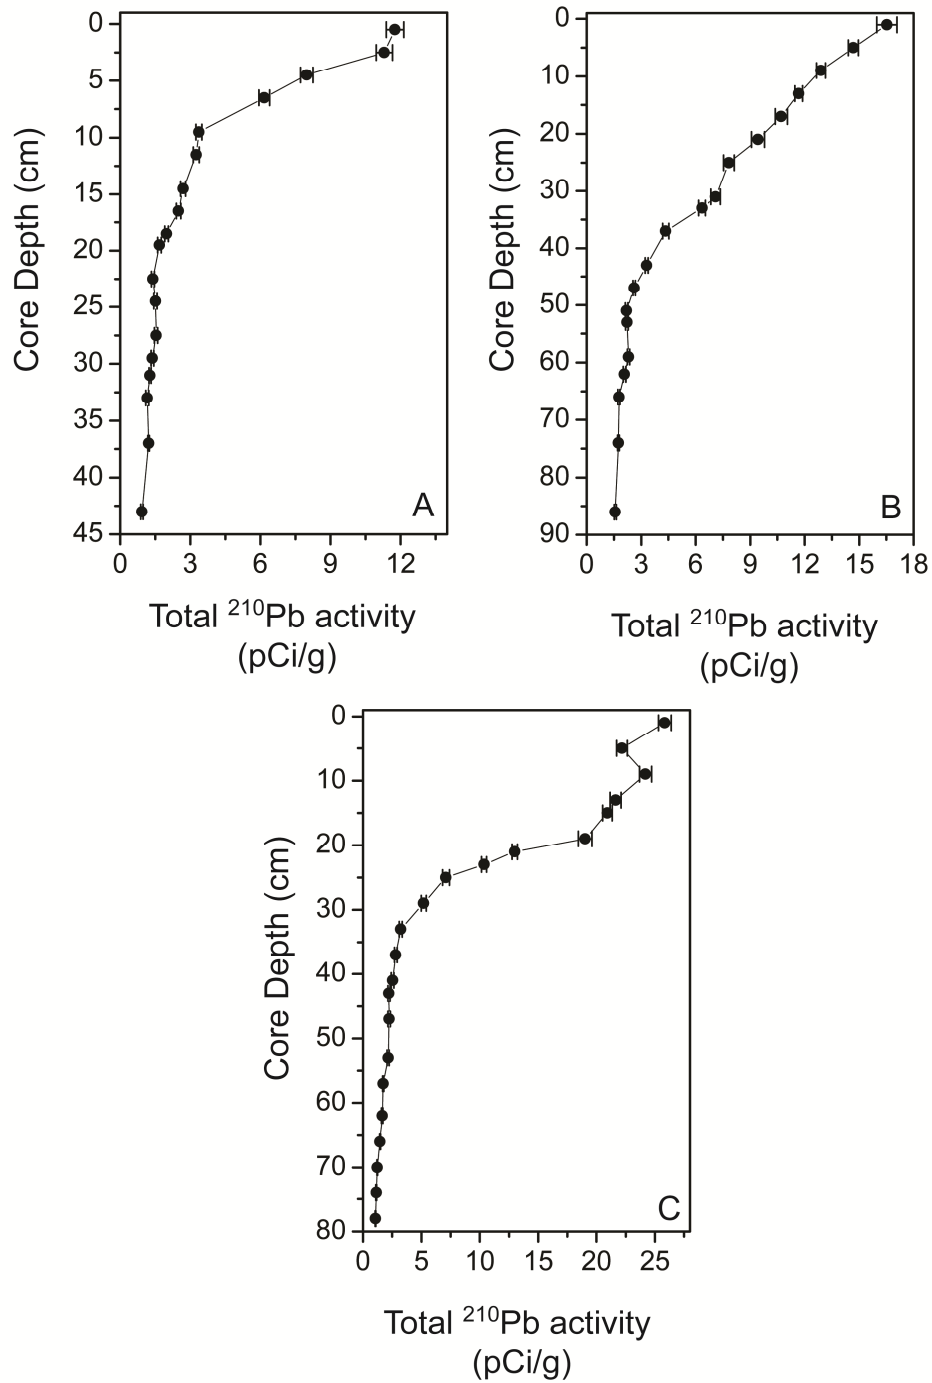 0
5
10
15
20
25
30
35
40
45
Core Depth (cm)
A
0 3 6 9 12
Total ²¹⁰Pb activity
(pCi/g)
0
10
20
30
40
50
60
70
80
90
Core Depth (cm)
B
0 3 6 9 12 15 18
Total ²¹⁰Pb activity
(pCi/g)
0
10
20
30
40
50
60
70
80
Core Depth (cm)
C
0 5 10 15 20 25
Total ²¹⁰Pb activity
(pCi/g)